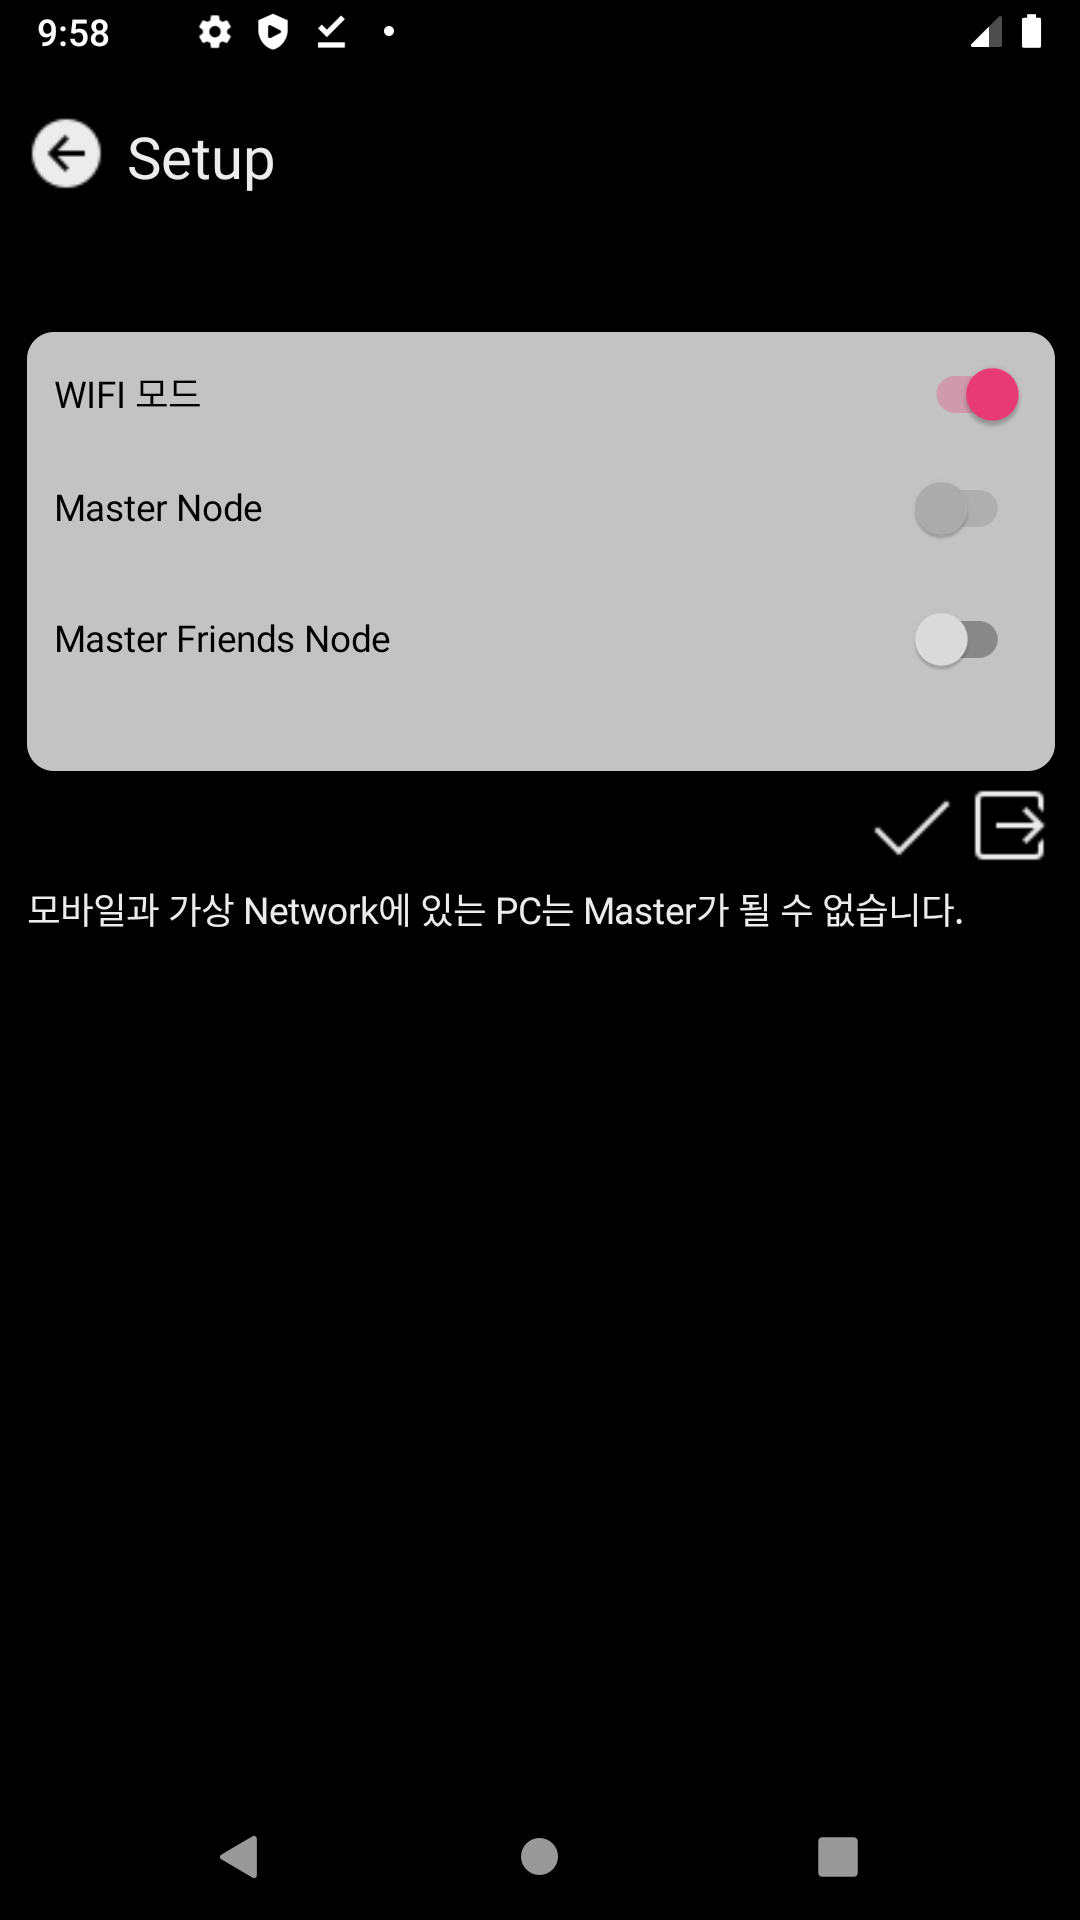 9:58
Setup
WIFI 모드
Master Node
Master Friends Node
모바일과 가상 Network에 있는 PC는 Master가 될 수 없습니다.